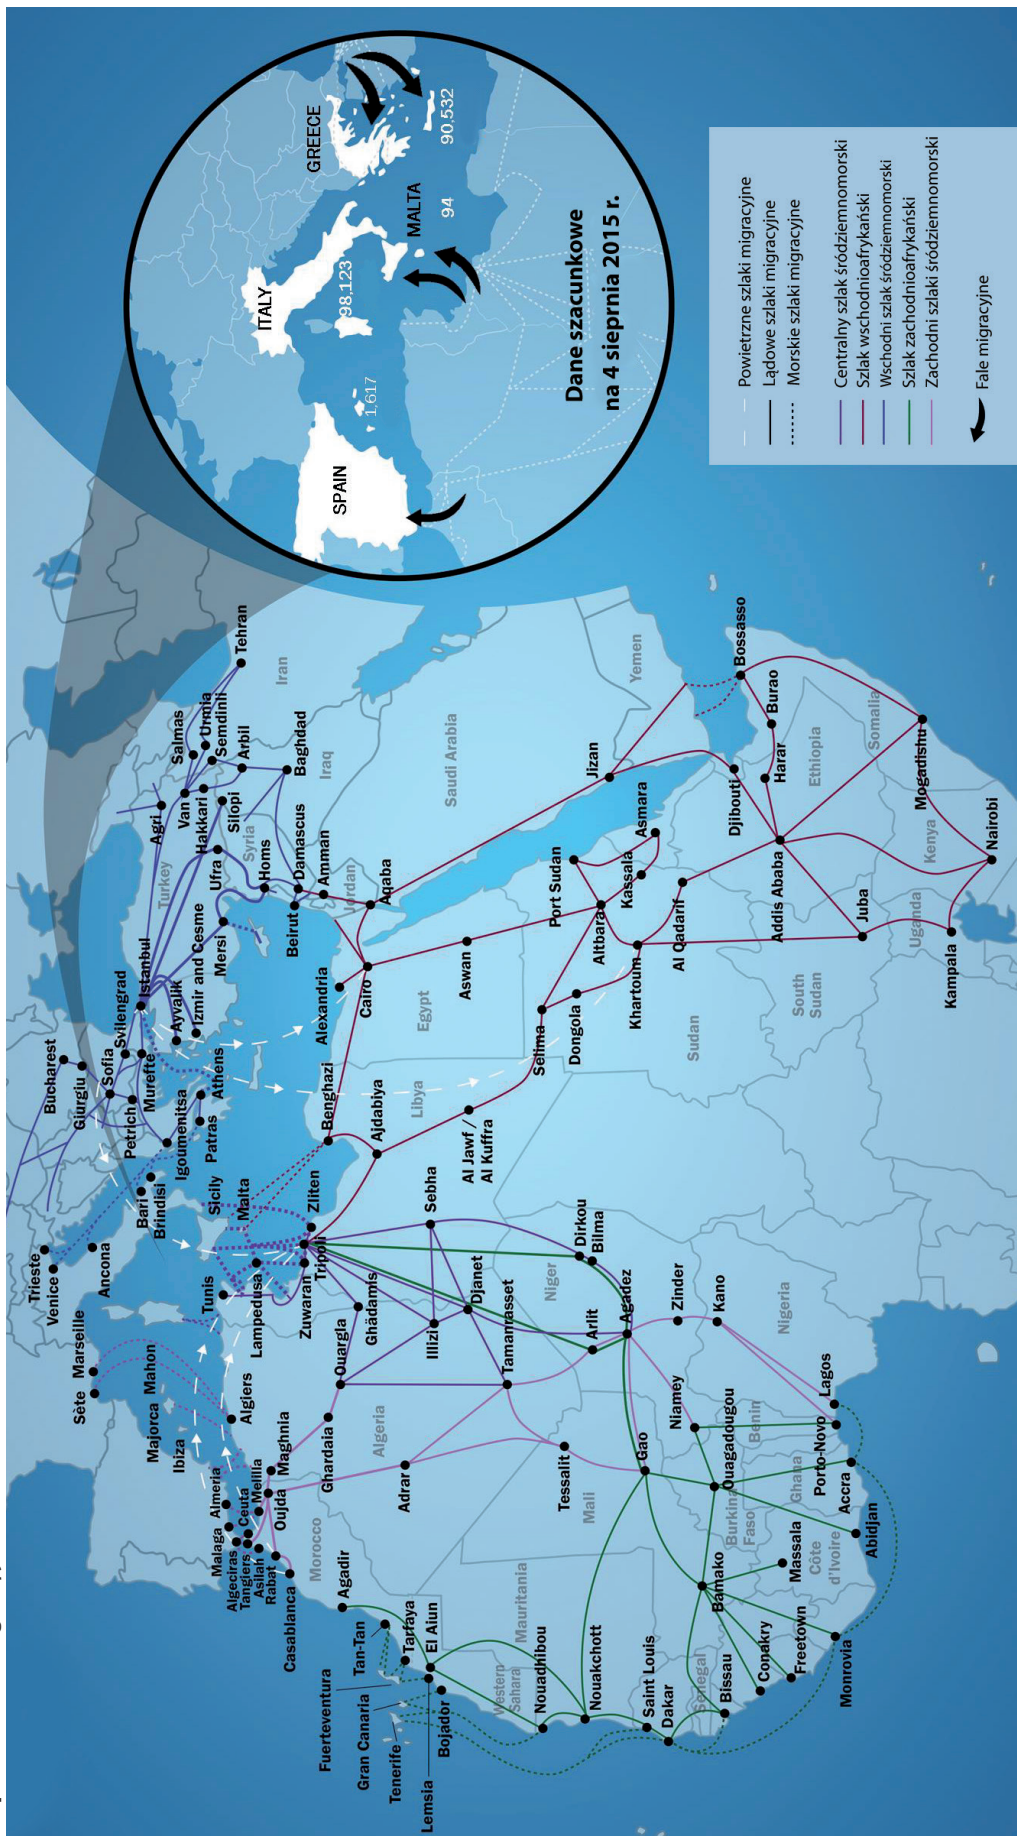 GREECE
ITALY
SPAIN
MALTA
90,532
94
98,123
1,617
Dane szacunkowe
na 4 sieprnia 2015 r.
Powietrzne szlaki migracyjne
Lądowe szlaki migracyjne
Morskie szlaki migracyjne
Centralny szlak śródziemnomorski
Szlak wschodnioafrykański
Wschodni szlak śródziemnomorski
Szlak zachodnioafrykański
Zachodni szlaki śródziemnomorski
Fale migracyjne
Trieste
Venice
Ancona
Marseille
Sète
Mahon
Majorca
Ibiza
Algiers
Almeria
Malaga
Algeciras
Tangiers
Ceuta
Melilla
Asilah
Rabat
Oujda
Maghnia
Casablanca
Morocco
Agadir
Tan-Tan
Tarfaya
El Aiun
Fuerteventura
Gran Canaria
Tenerife
Lemsia
Bojador
Western
Sahara
Nouadhibou
Mauritania
Nouakchott
Saint Louis
Dakar
Senegal
Bissau
Conakry
Freetown
Monrovia
Bamako
Massala
Côte
d'Ivoire
Abidjan
Accra
Ghana
Porto-Novo
Lagos
Benin
Burkina
Faso
Ouagadougou
Niamey
Gao
Mali
Tessalit
Adrar
Algeria
Ghardaia
Ouargla
Tamanrasset
Illizi
Djanet
Ghädamis
Arlit
Agadez
Zinder
Kano
Nigeria
Niger
Dirkou
Bilma
Sebha
Tunis
Lampedusa
Zuwaran
Tripoli
Zliten
Malta
Sicily
Bari
Brindisi
Igoumenitsa
Patras
Athens
Petrich
Murefte
Sofia
Giurgiu
Bucharest
Svilengrad
Istanbul
Ayvalik
Izmir and Cesme
Mersi
Turkey
Agri
Van
Hakkari
Silopi
Ufra
Salmas
Urmia
Semdinli
Arbil
Tehran
Iran
Iraq
Baghdad
Syria
Homs
Damascus
Beirut
Amman
Jordan
Aqaba
Alexandria
Cairo
Egypt
Aswan
Benghazi
Ajdabiya
Libya
Al Jawf /
Al Kuffra
Selima
Dongola
Khartoum
Sudan
Altbara
Port Sudan
Kassala
Asmara
Al Qadarif
South
Sudan
Juba
Addis Ababa
Saudi Arabia
Jizan
Yemen
Djibouti
Harar
Burao
Bossasso
Ethiopia
Somalia
Mogadishu
Kenya
Nairobi
Uganda
Kampala